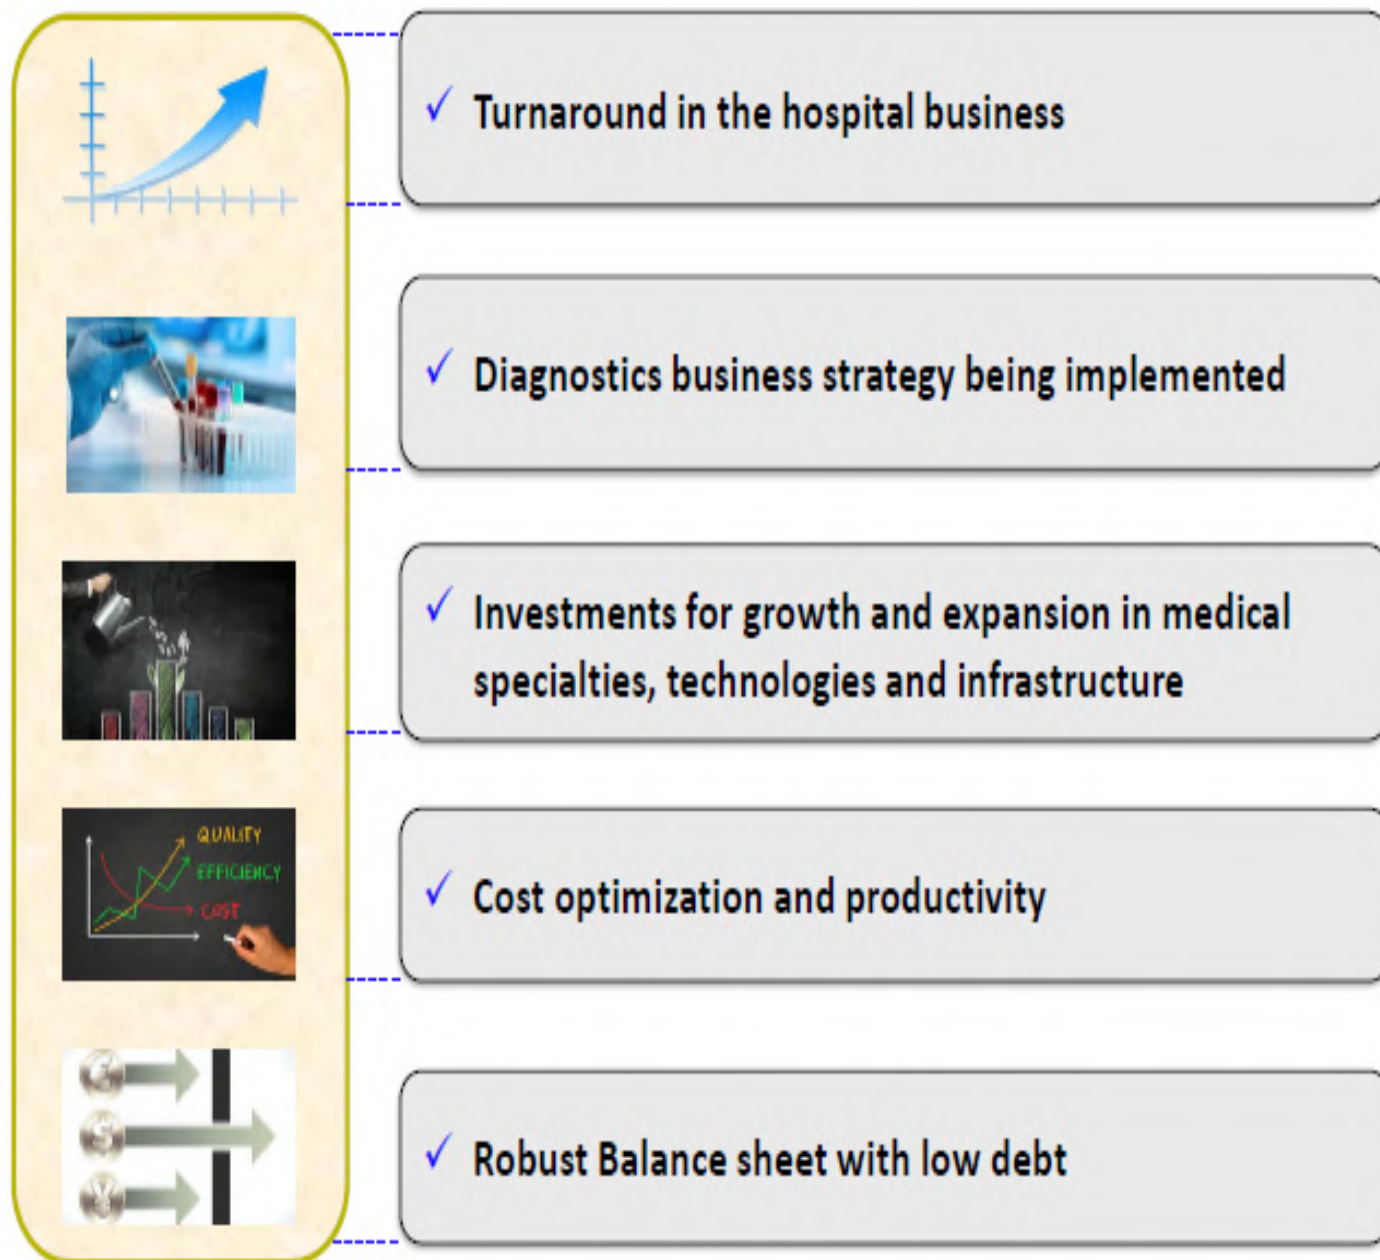 ✓ Turnaround in the hospital business
✓ Diagnostics business strategy being implemented
✓ Investments for growth and expansion in medical
specialties, technologies and infrastructure
QUALITY
EFFICIENCY
COST
✓ Cost optimization and productivity
€
$
¥
✓ Robust Balance sheet with low debt